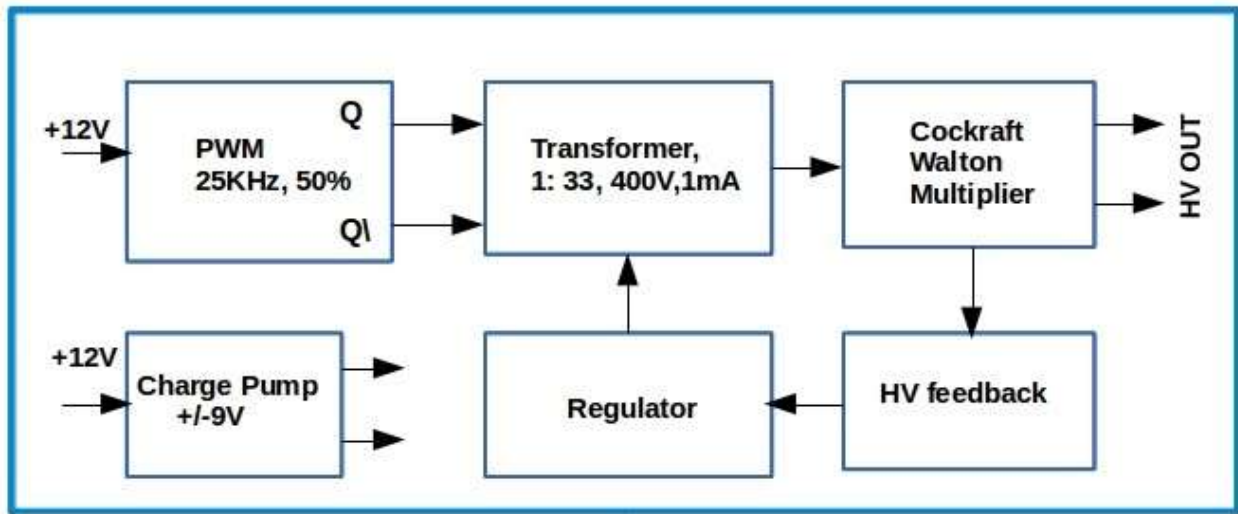 +12V
PWM
25KHz, 50%
Q
Q\
Transformer,
1: 33, 400V,1mA
Cockraft
Walton
Multiplier
HV OUT
+12V
Charge Pump
+/-9V
Regulator
HV feedback